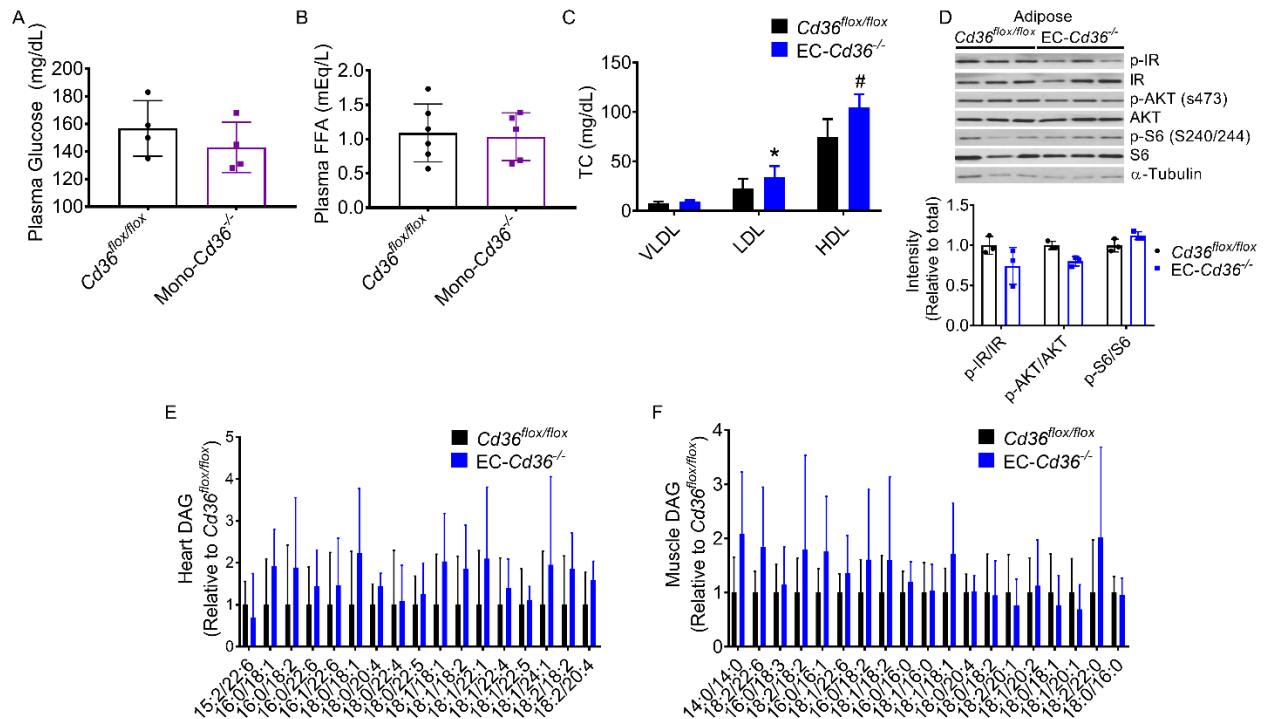 A
Plasma Glucose (mg/dL)
200
180
160
140
120
100
Cd36flox/flox
Mono-Cd36-/-
B
Plasma FFA (mEq/L)
2.0
1.5
1.0
0.5
0.0
Cd36flox/flox
Mono-Cd36-/-
C
Cd36flox/flox
EC-Cd36-/-
TC (mg/dL)
150
100
50
0
*
#
VLDL
LDL
HDL
D
Adipose
Cd36flox/flox EC-Cd36-/-
p-IR
IR
p-AKT (s473)
AKT
p-S6 (S240/244)
S6
α-Tubulin
Intensity
(Relative to total)
1.5
1.0
0.5
0.0
Cd36flox/flox
EC-Cd36-/-
p-IR/IR
p-AKT/AKT
p-S6/S6
E
Cd36flox/flox
EC-Cd36-/-
Heart DAG
(Relative to Cd36flox/flox)
5
4
3
2
1
0
15:2/22:6
16:0/18:1
16:0/18:2
16:0/22:6
16:1/22:6
17:0/18:1
18:0/20:4
18:0/22:4
18:0/22:5
18:1/18:1
18:1/18:2
18:1/22:1
18:1/22:4
18:1/22:5
18:1/24:1
18:2/18:2
18:2/20:4
F
Cd36flox/flox
EC-Cd36-/-
Muscle DAG
(Relative to Cd36flox/flox)
4
3
2
1
0
14:0/14:0
18:2/22:6
16:0/18:3
18:2/18:2
16:0/16:1
18:1/22:6
16:0/18:2
18:1/18:2
16:0/16:0
18:1/16:0
18:1/18:1
18:0/20:4
18:0/18:2
18:2/20:1
18:1/20:2
18:0/18:1
18:1/20:1
18:2/22:0
18:0/16:0